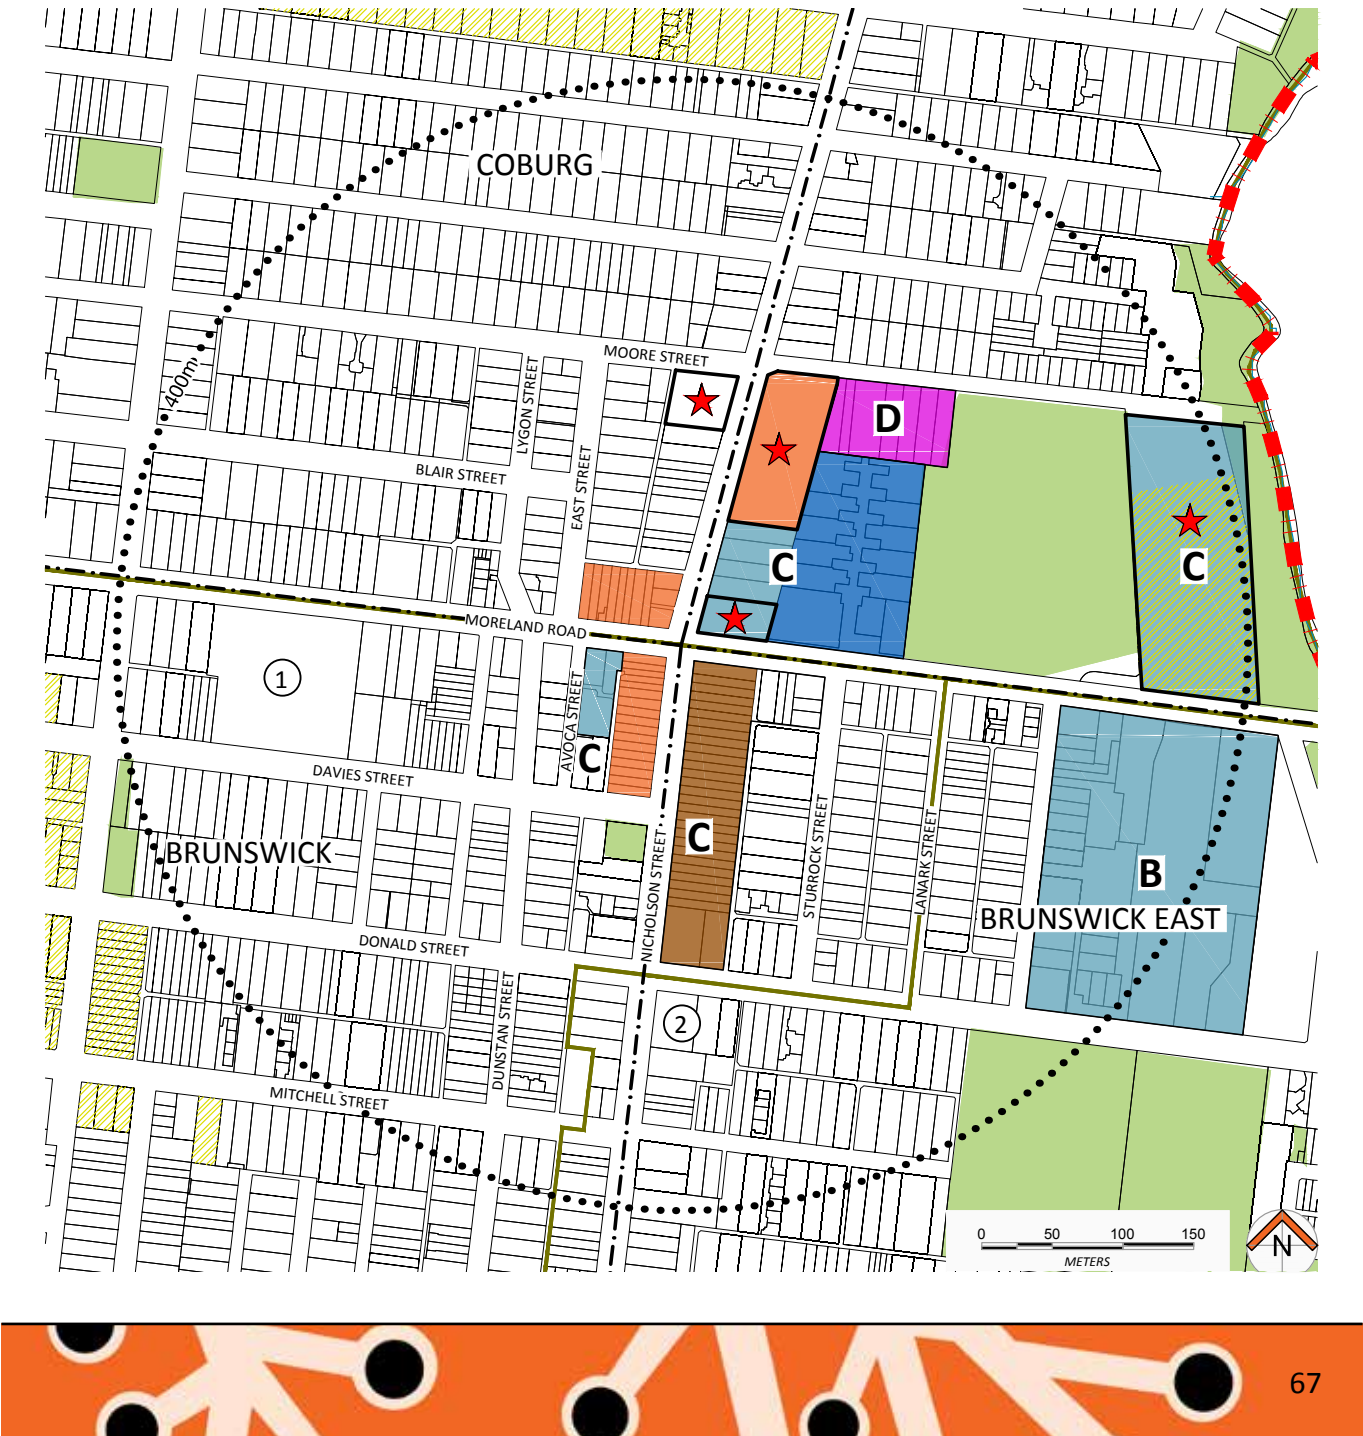 COBURG
400m
MOORE STREET
LYGON STREET
D
BLAIR STREET
EAST STREET
C
C
MORELAND ROAD
1
AVOCA STREET
C
DAVIES STREET
C
STURROCK STREET
LANARK STREET
NICHOLSON STREET
BRUNSWICK
B
BRUNSWICK EAST
DONALD STREET
DUNSTAN STREET
2
MITCHELL STREET
0 50 100 150
METERS
N
67